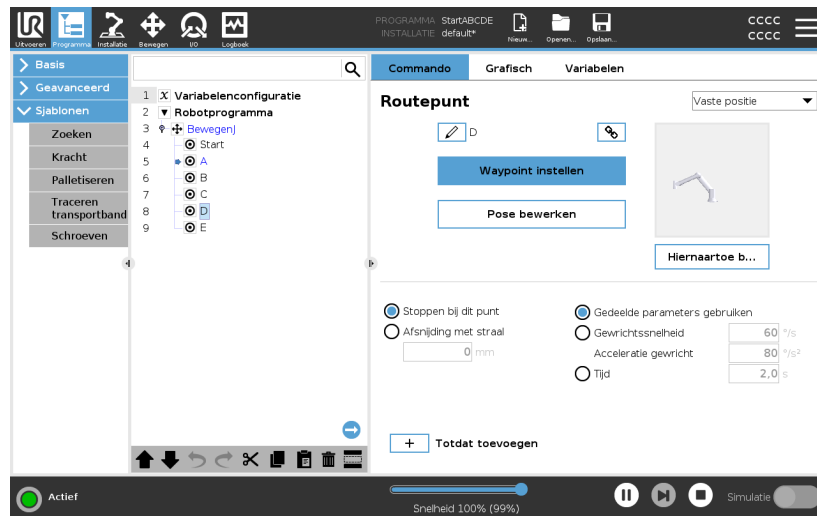 UR
PROGRAMMA StartABCDE
INSTALLATIE default*
Uitvoeren Programma Installatie Bewegen I/O Logboek
Nieuw... Openen... Opslaan...
cccc
cccc
Basis
Geavanceerd
Sjablonen
Zoeken
Kracht
Palletiseren
Traceren
transportband
Schroeven
1 X Variabelenconfiguratie
2 Robotprogramma
3 BewegenJ
4 Start
5 A
6 B
7 C
8 D
9 E
Commando Grafisch Variabelen
Routepunt
Vaste positie
D
Waypoint instellen
Pose bewerken
Hiernaartoe b...
Stoppen bij dit punt
Afsnijding met straal
0 mm
Gedeelde parameters gebruiken
Gewrichtssnelheid 60 °/s
Acceleratie gewricht 80 °/s²
Tijd 2,0 s
+ Totdat toevoegen
Actief
Snelheid 100% (99%)
Simulatie